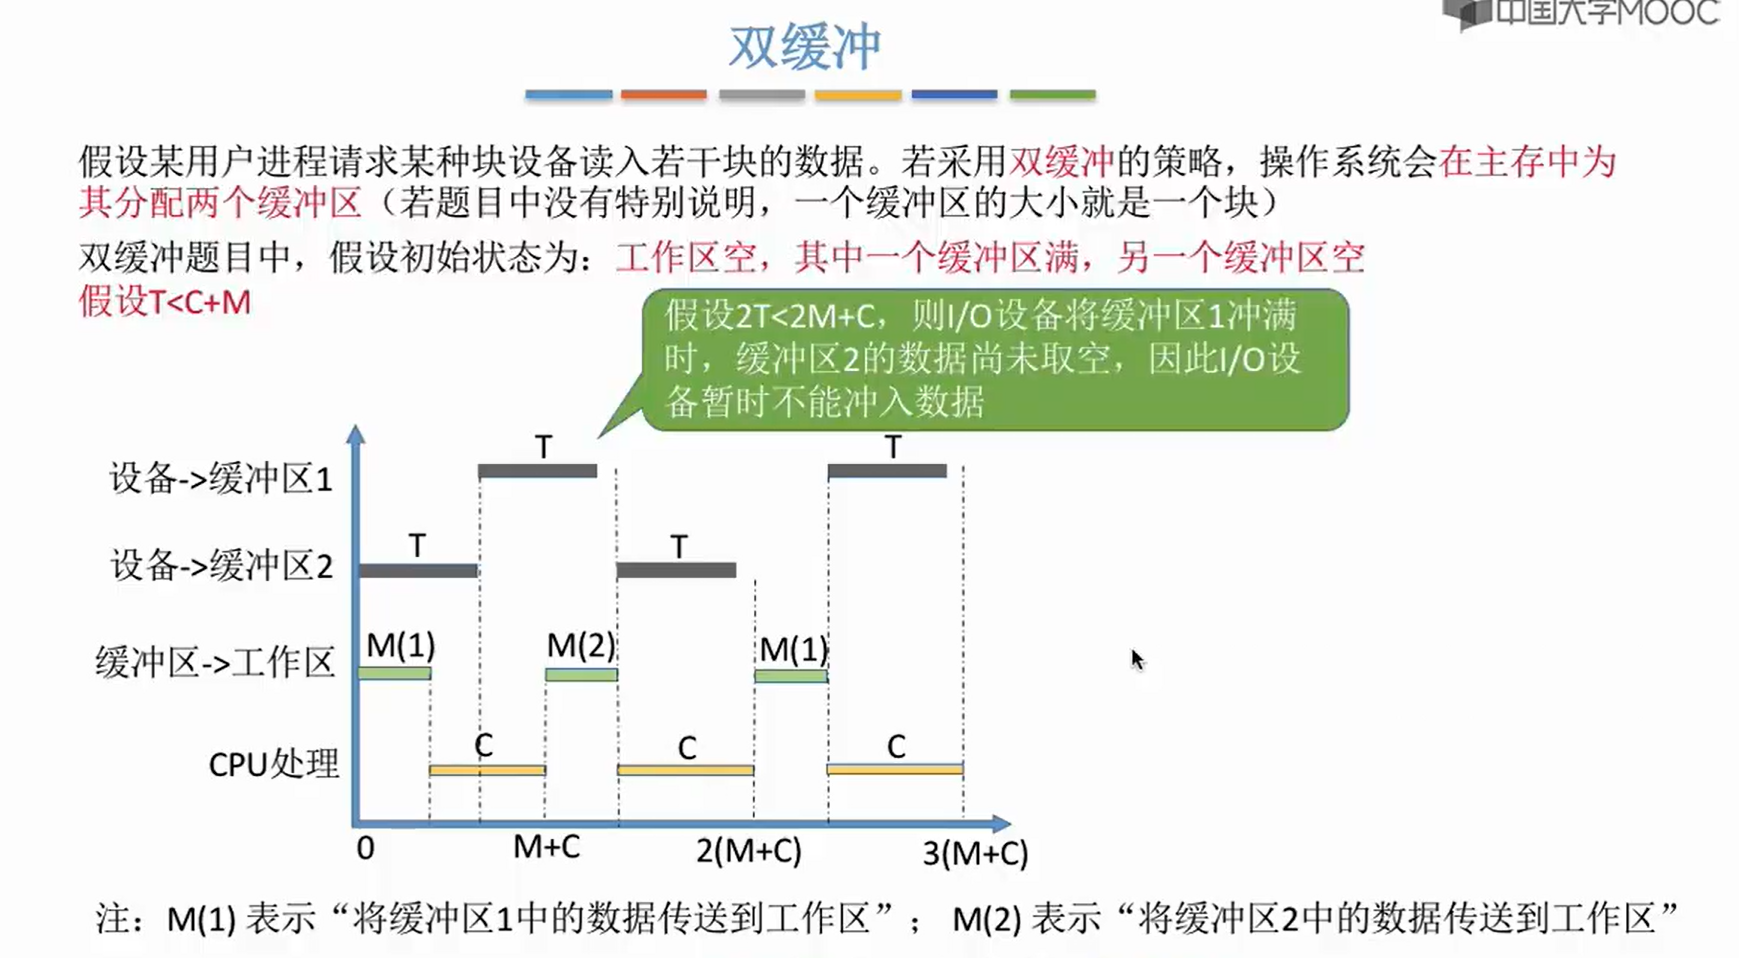 中国大学MOOC
双缓冲
假设某用户进程请求某种块设备读入若干块的数据。若采用双缓冲的策略，操作系统会在主存中为
其分配两个缓冲区（若题目中没有特别说明，一个缓冲区的大小就是一个块）
双缓冲题目中，假设初始状态为：工作区空，其中一个缓冲区满，另一个缓冲区空
假设T<C+M
假设2T<2M+C，则I/O设备将缓冲区1冲满
时，缓冲区2的数据尚未取空，因此I/O设
备暂时不能冲入数据
T T
设备->缓冲区1
T T
设备->缓冲区2
M(1) M(2) M(1)
缓冲区->工作区
C C C
CPU处理
0 M+C 2(M+C) 3(M+C)
注：M(1) 表示“将缓冲区1中的数据传送到工作区”； M(2) 表示“将缓冲区2中的数据传送到工作区”